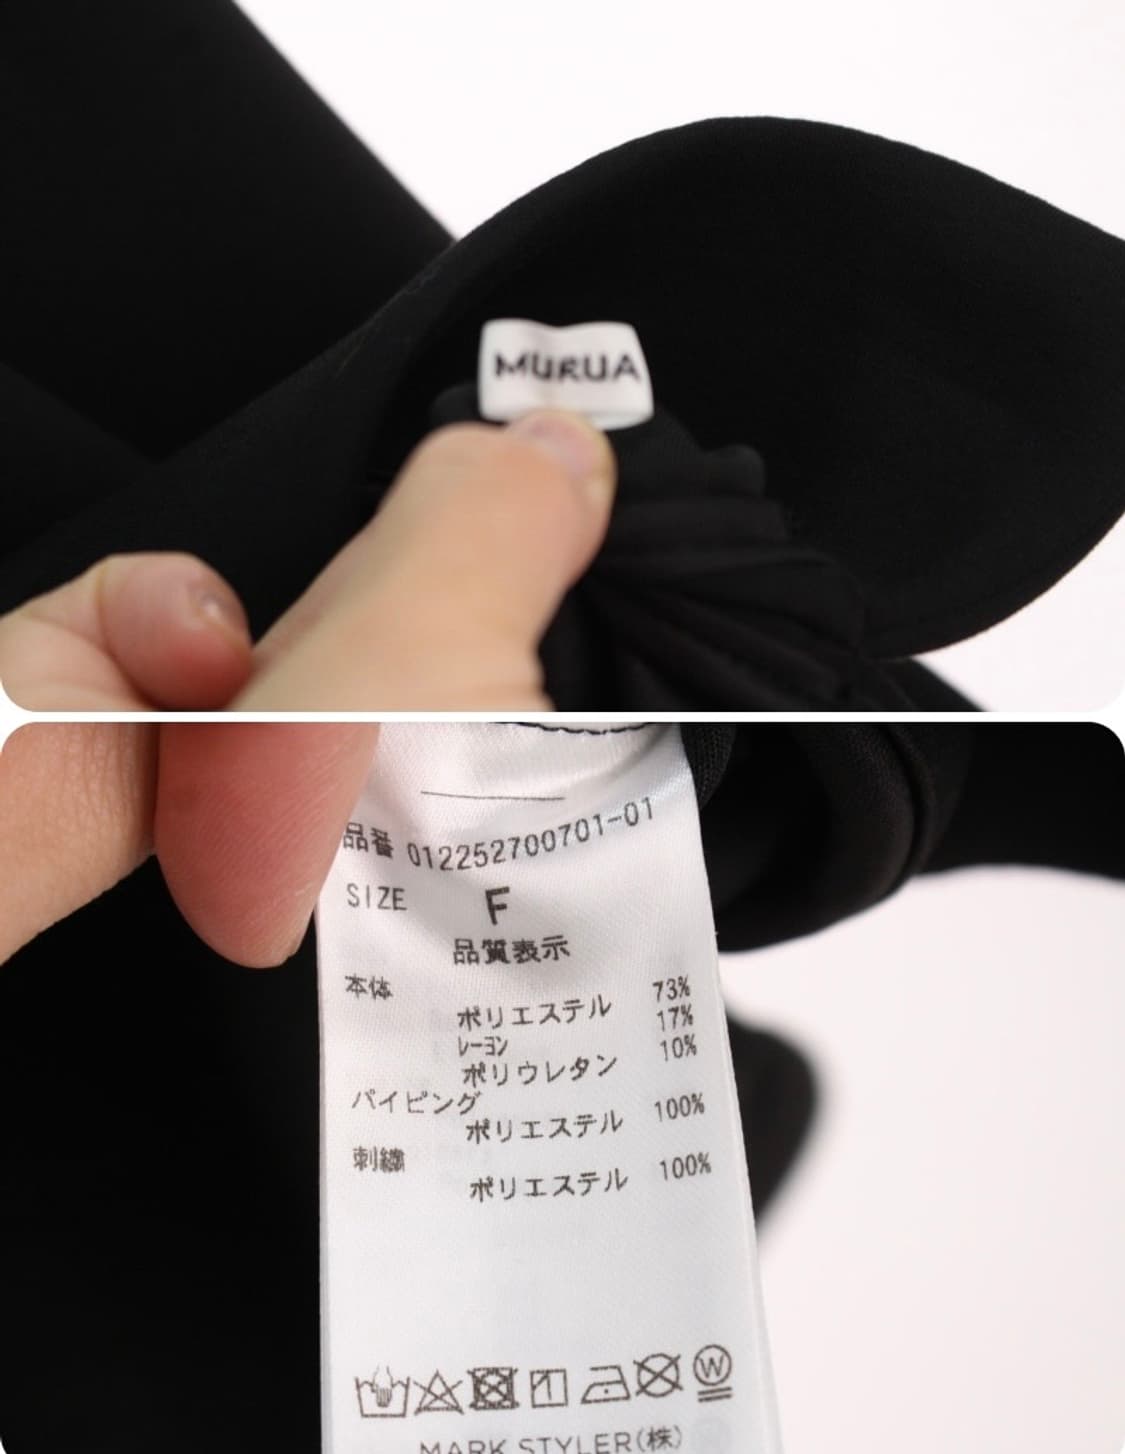 MURUA
品番 012252700701-01
SIZE F
品質表示
本体
ポリエステル 73%
レーヨン 17%
ポリウレタン 10%
パイピング
ポリエステル 100%
刺繍
ポリエステル 100%
W
MARK STYLER(株)